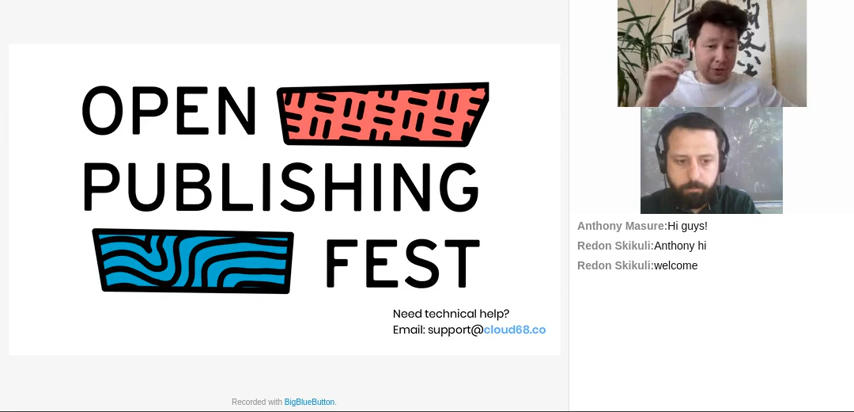 OPEN
PUBLISHING
FEST
Need technical help?
Email: support@cloud68.co
Recorded with BigBlueButton.
Anthony Masure:Hi guys!
Redon Skikuli:Anthony hi
Redon Skikuli:welcome